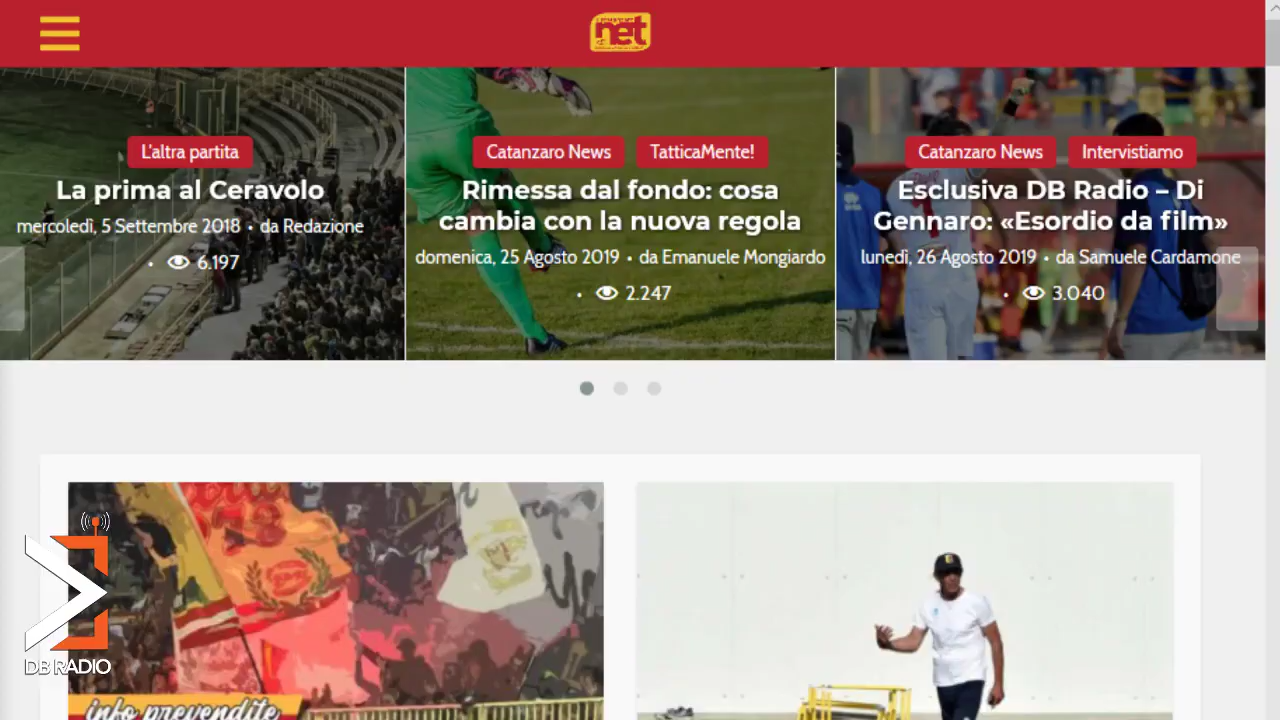 net
L'altra partita
La prima al Ceravolo
mercoledì, 5 Settembre 2018 • da Redazione
• 6.197
Catanzaro News TatticaMente!
Rimessa dal fondo: cosa
cambia con la nuova regola
domenica, 25 Agosto 2019 • da Emanuele Mongiardo
• 2.247
Catanzaro News Intervistiamo
Esclusiva DB Radio – Di
Gennaro: «Esordio da film»
lunedì, 26 Agosto 2019 • da Samuele Cardamone
• 3.040
DB RADIO
info prevendite